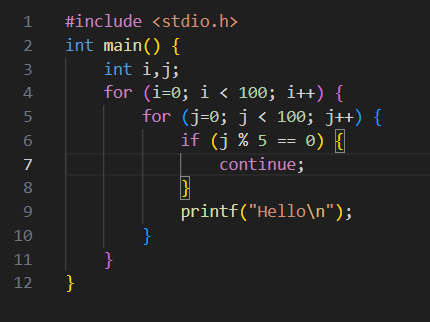 1 #include <stdio.h>
2 int main() {
3     int i,j;
4     for (i=0; i < 100; i++) {
5         for (j=0; j < 100; j++) {
6             if (j % 5 == 0) {
7                 continue;
8             }
9             printf("Hello\n");
10         }
11     }
12 }